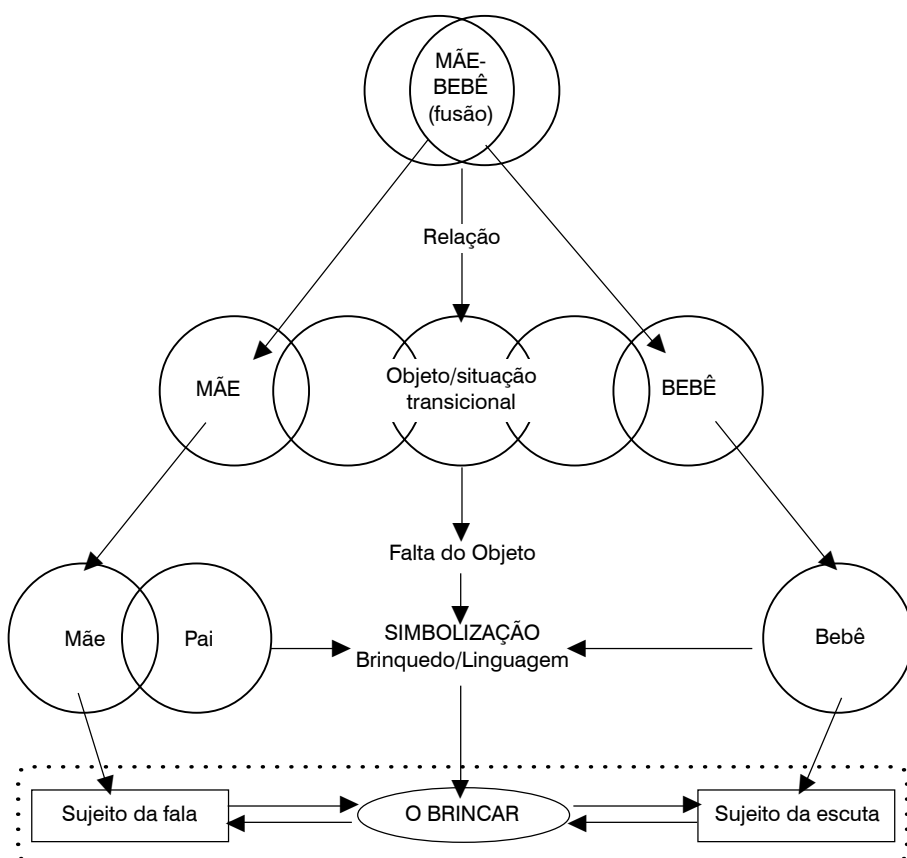 MÃE-
BEBÊ
(fusão)
Relação
MÃE
Objeto/situação
transicional
BEBÊ
Falta do Objeto
Mãe
Pai
SIMBOLIZAÇÃO
Brinquedo/Linguagem
Bebê
Sujeito da fala
O BRINCAR
Sujeito da escuta